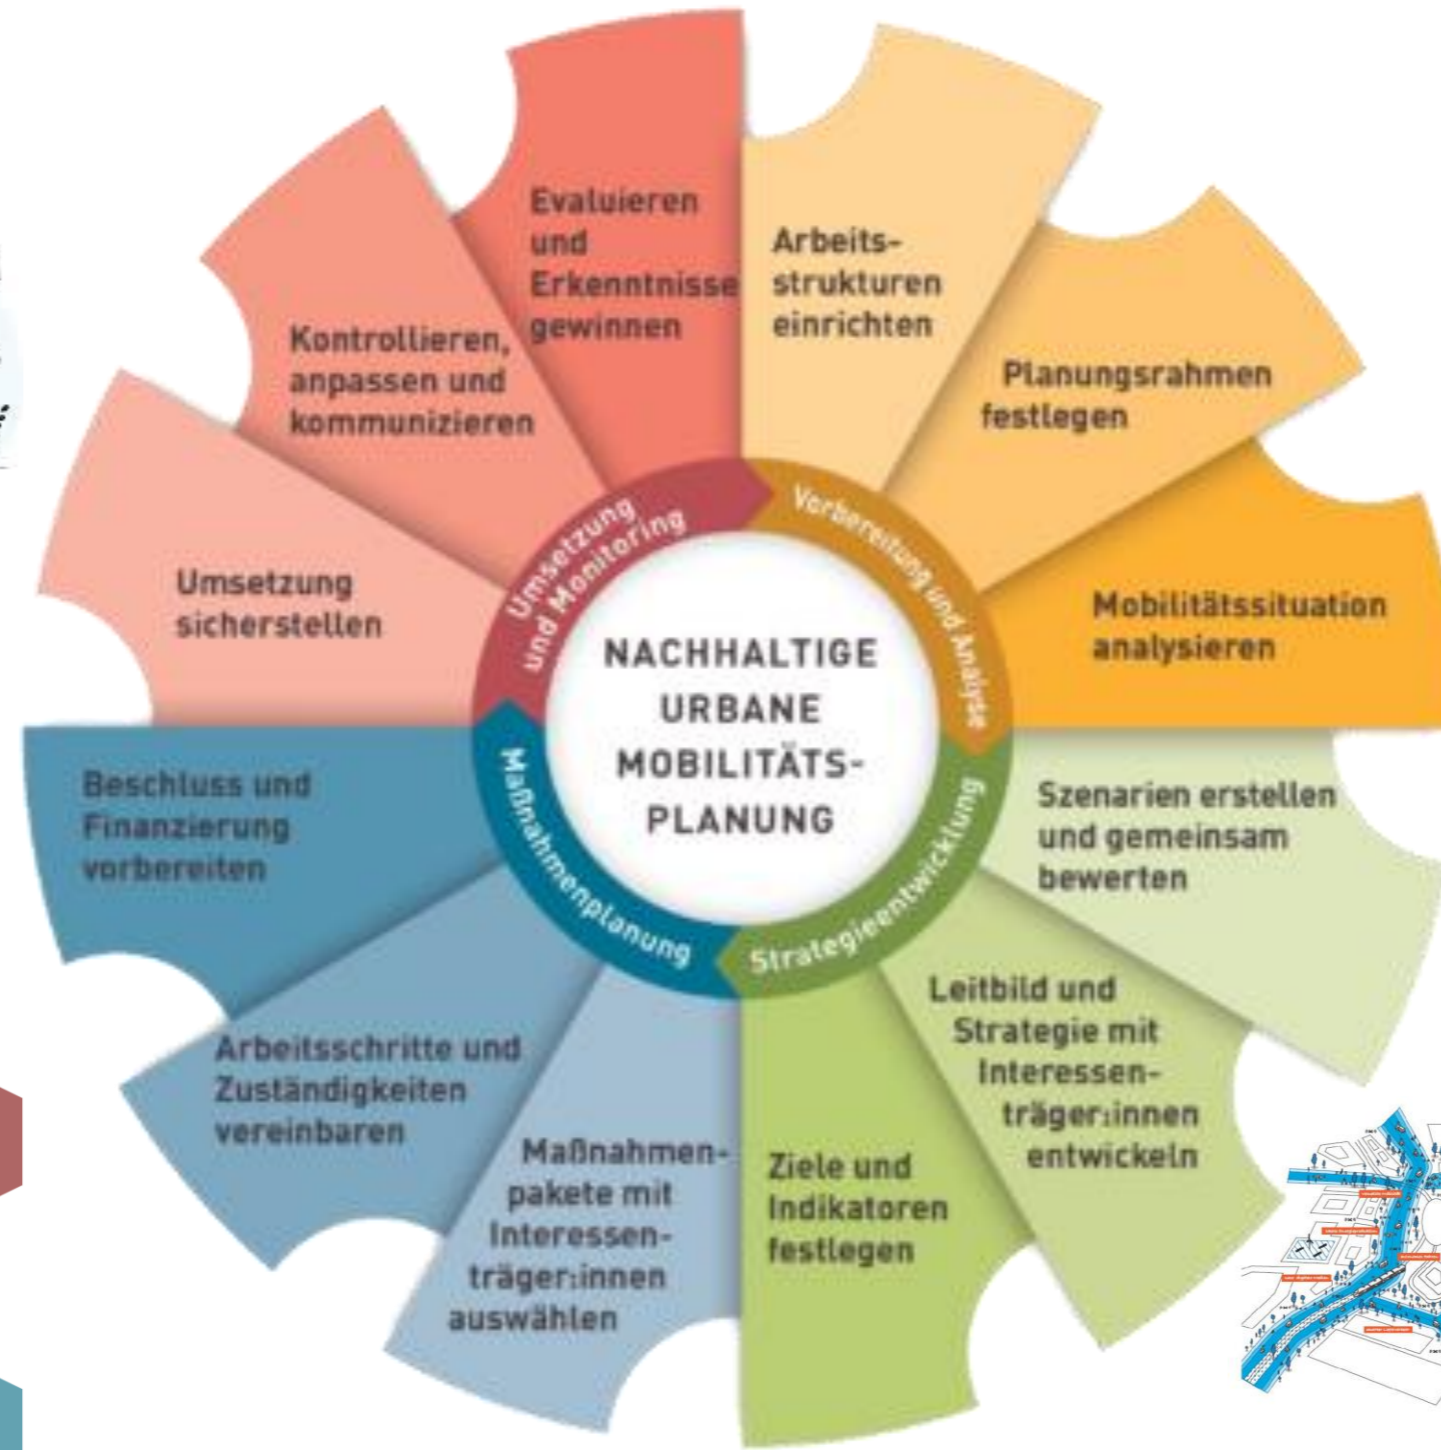 NACHHALTIGE
URBANE
MOBILITÄTS-
PLANUNG
Vorbereitung und Analyse
Arbeits-
strukturen
einrichten
Planungsrahmen
festlegen
Mobilitätssituation
analysieren
Strategieentwicklung
Szenarien erstellen
und gemeinsam
bewerten
Leitbild und
Strategie mit
Interessen-
träger:innen
entwickeln
Ziele und
Indikatoren
festlegen
Maßnahmenplanung
Maßnahmen-
pakete mit
Interessen-
träger:innen
auswählen
Arbeitsschritte und
Zuständigkeiten
vereinbaren
Beschluss und
Finanzierung
vorbereiten
Umsetzung
und Monitoring
Umsetzung
sicherstellen
Kontrollieren,
anpassen und
kommunizieren
Evaluieren
und
Erkenntnisse
gewinnen